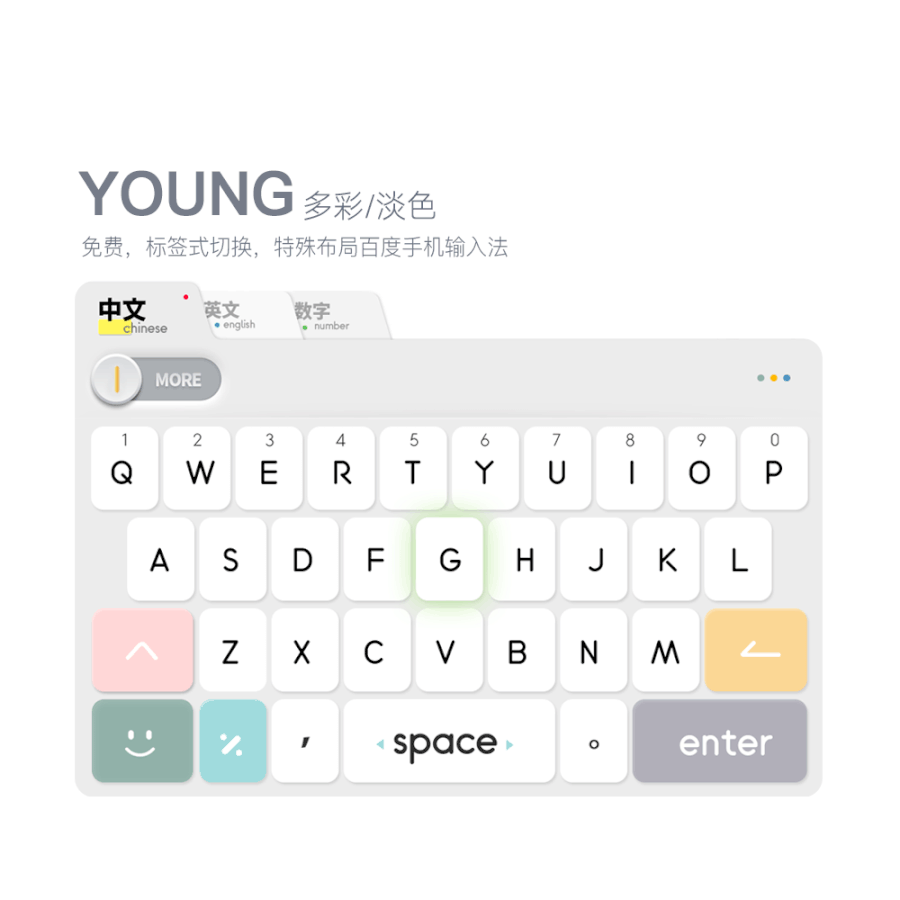 YOUNG 多彩/淡色
免费，标签式切换，特殊布局百度手机输入法
中文 英文 数字
chinese english number
MORE
1 2 3 4 5 6 7 8 9 0
Q W E R T Y U I O P
A S D F G H J K L
Z X C V B N M
% , space 。 enter